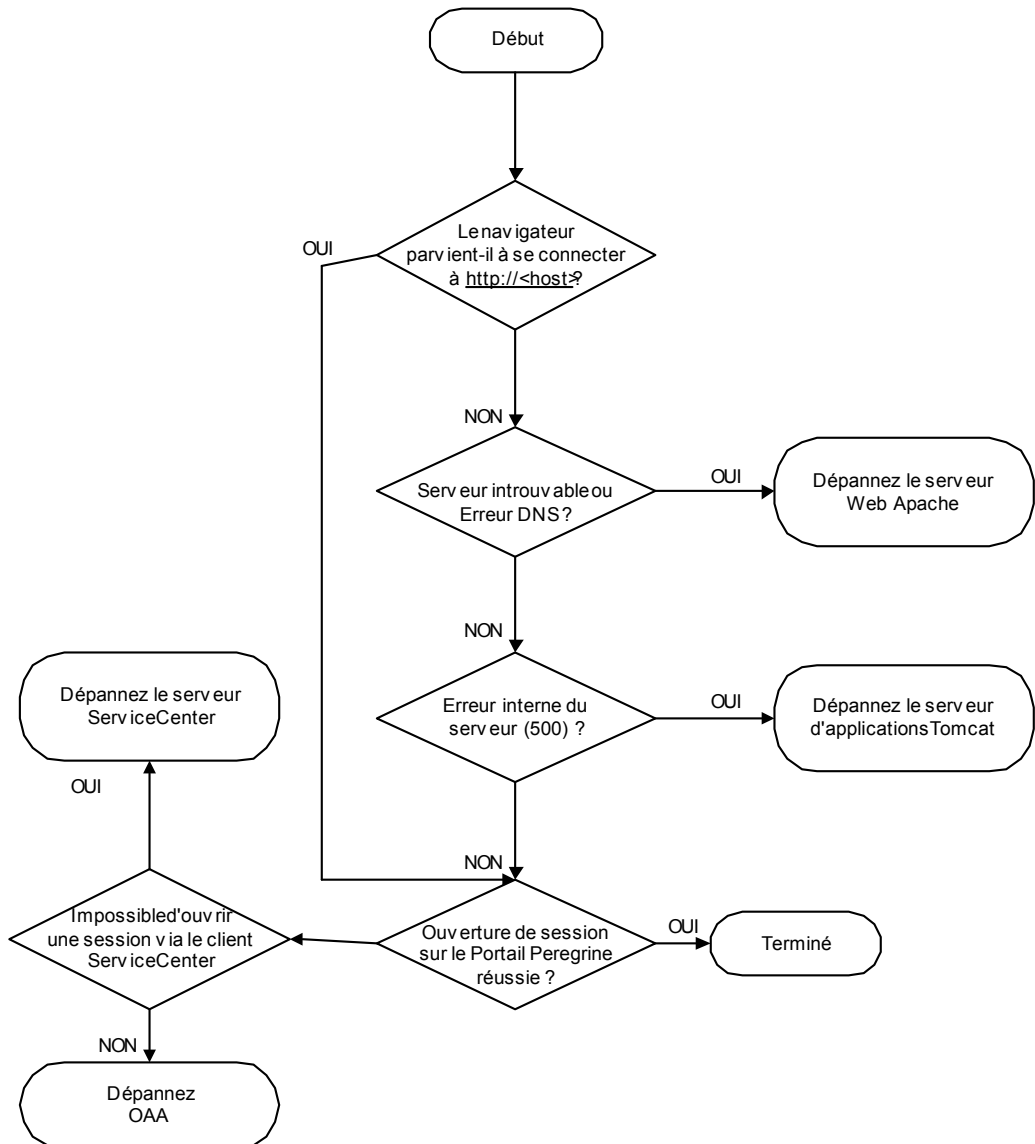 Début
OUI
Le navigateur
parvient-il à se connecter
à http://<host>?
NON
Serveur introuvable ou
Erreur DNS ?
OUI
Dépannez le serveur
Web Apache
NON
Erreur interne du
serveur (500) ?
OUI
Dépannez le serveur
d'applications Tomcat
Dépannez le serveur
ServiceCenter
OUI
NON
Impossible d'ouvrir
une session via le client
ServiceCenter
Ouverture de session
sur le Portail Peregrine
réussie ?
OUI
Terminé
NON
Dépannez
OAA